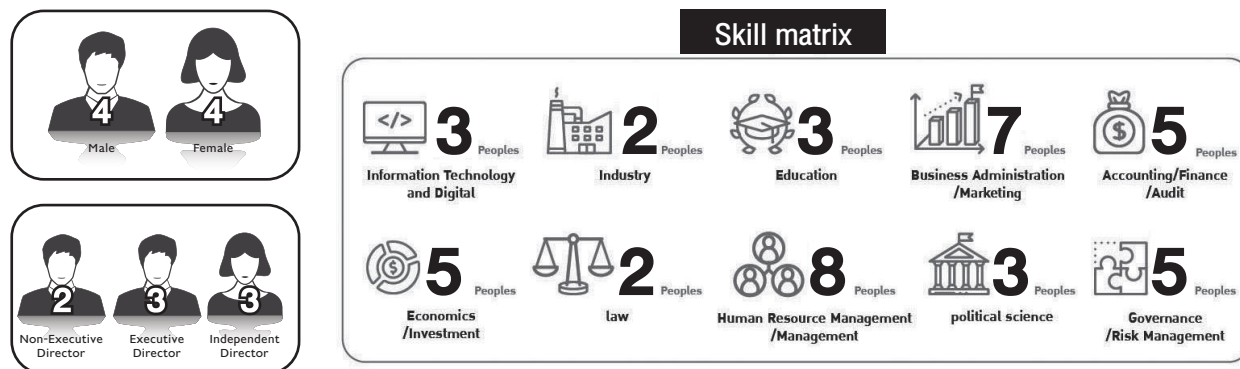 4
Male
4
Female
2
Non-Executive
Director
3
Executive
Director
3
Independent
Director
Skill matrix
</>
3 Peoples
Information Technology
and Digital
2 Peoples
Industry
3 Peoples
Education
7 Peoples
Business Administration
/Marketing
$
5 Peoples
Accounting/Finance
/Audit
$
5 Peoples
Economics
/Investment
2 Peoples
law
8 Peoples
Human Resource Management
/Management
3 Peoples
political science
5 Peoples
Governance
/Risk Management